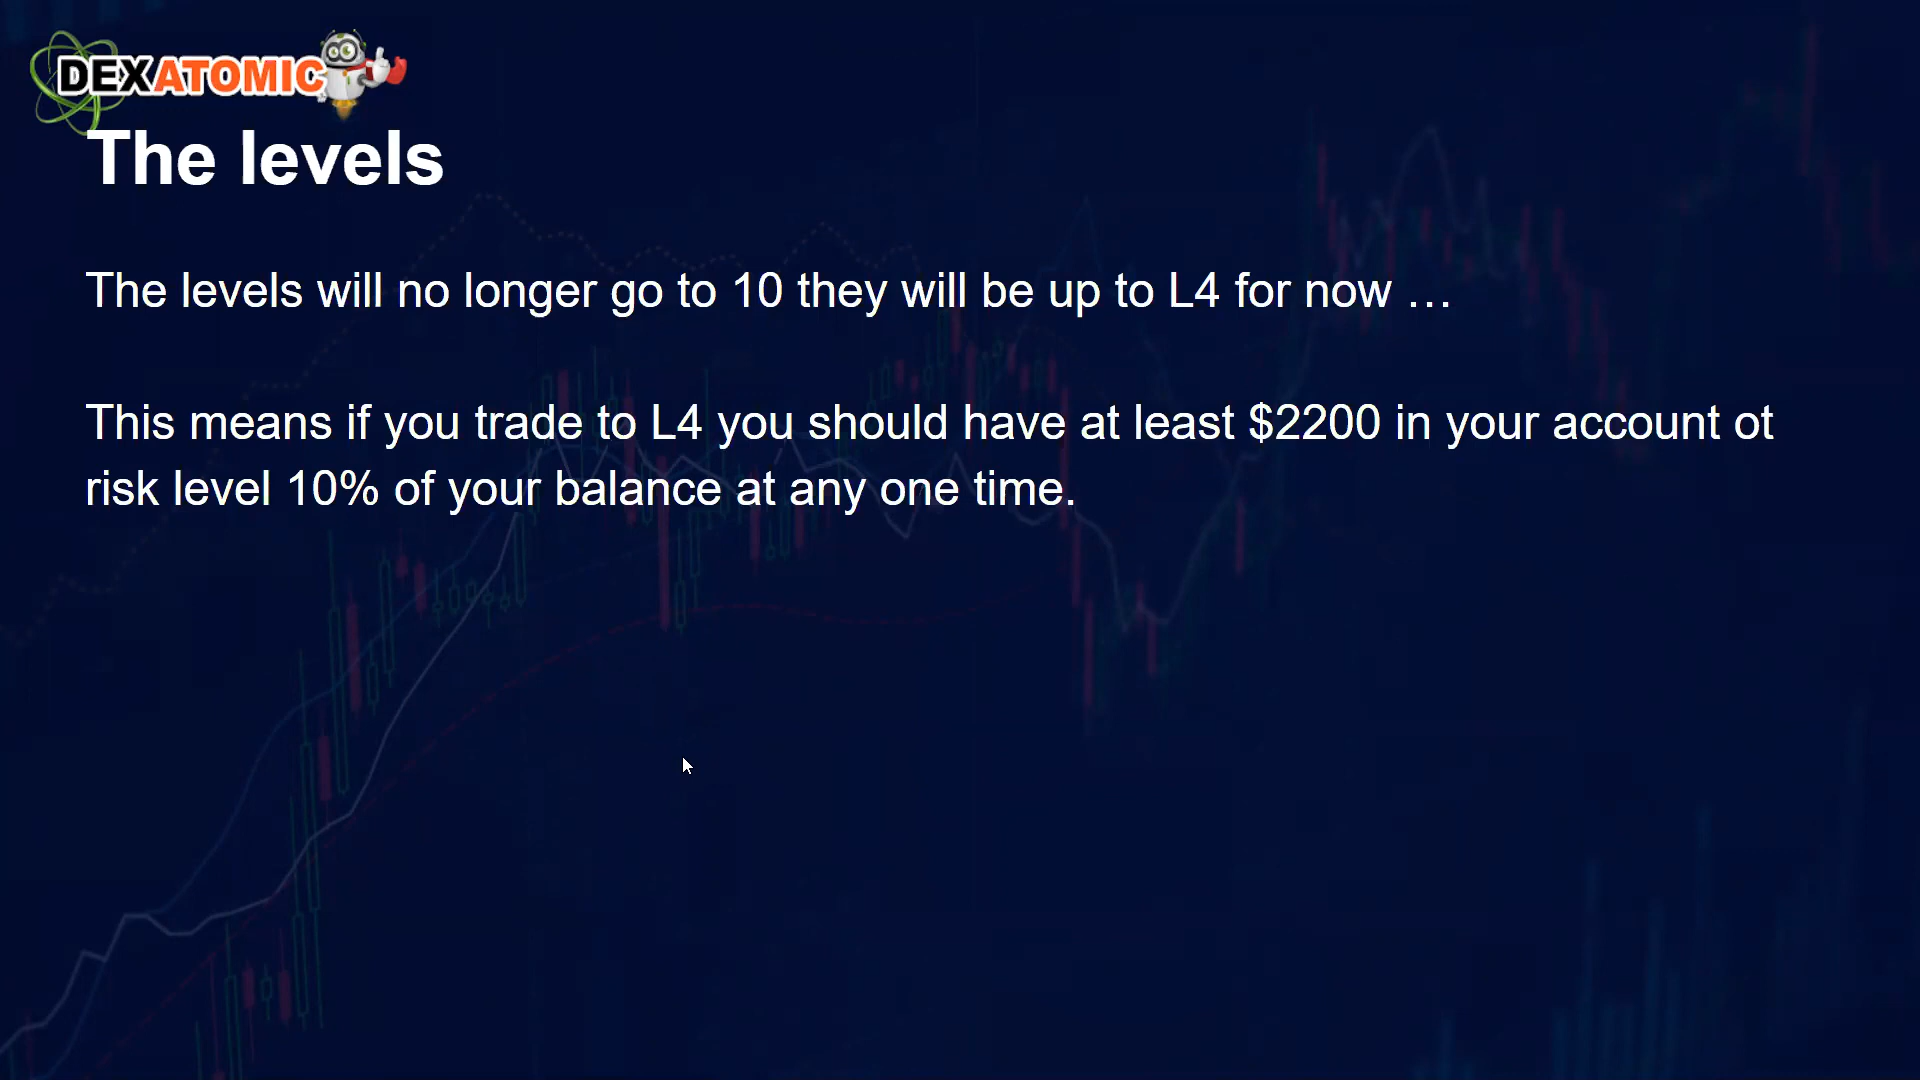 DEXATOMIC
The levels
The levels will no longer go to 10 they will be up to L4 for now …
This means if you trade to L4 you should have at least $2200 in your account ot
risk level 10% of your balance at any one time.